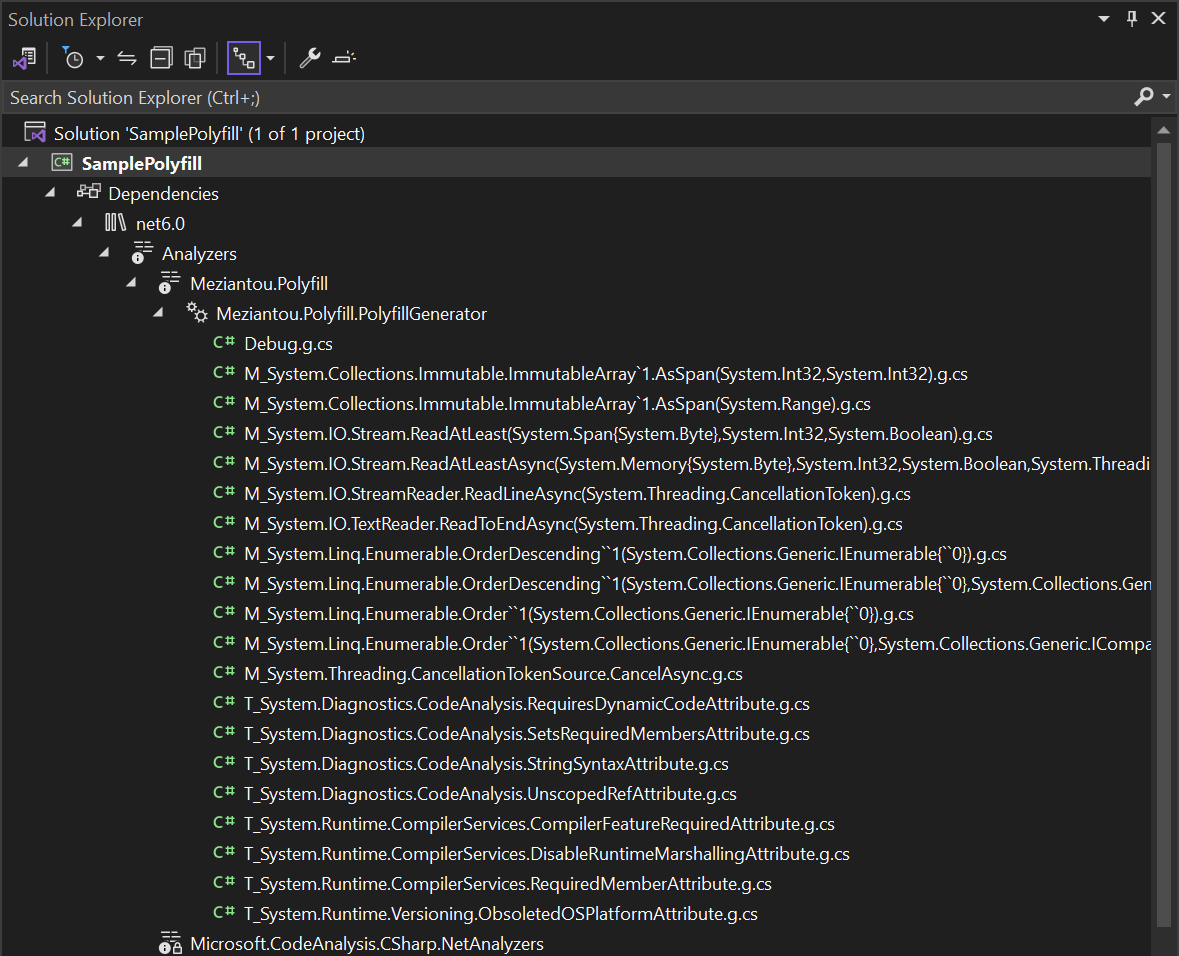 Solution Explorer
Search Solution Explorer (Ctrl+;)
Solution 'SamplePolyfill' (1 of 1 project)
C# SamplePolyfill
Dependencies
net6.0
Analyzers
Meziantou.Polyfill
Meziantou.Polyfill.PolyfillGenerator
C# Debug.g.cs
C# M_System.Collections.Immutable.ImmutableArray`1.AsSpan(System.Int32,System.Int32).g.cs
C# M_System.Collections.Immutable.ImmutableArray`1.AsSpan(System.Range).g.cs
C# M_System.IO.Stream.ReadAtLeast(System.Span{System.Byte},System.Int32,System.Boolean).g.cs
C# M_System.IO.Stream.ReadAtLeastAsync(System.Memory{System.Byte},System.Int32,System.Boolean,System.Threadi
C# M_System.IO.StreamReader.ReadLineAsync(System.Threading.CancellationToken).g.cs
C# M_System.IO.TextReader.ReadToEndAsync(System.Threading.CancellationToken).g.cs
C# M_System.Linq.Enumerable.OrderDescending``1(System.Collections.Generic.IEnumerable{``0}).g.cs
C# M_System.Linq.Enumerable.OrderDescending``1(System.Collections.Generic.IEnumerable{``0},System.Collections.Gen
C# M_System.Linq.Enumerable.Order``1(System.Collections.Generic.IEnumerable{``0}).g.cs
C# M_System.Linq.Enumerable.Order``1(System.Collections.Generic.IEnumerable{``0},System.Collections.Generic.ICompa
C# M_System.Threading.CancellationTokenSource.CancelAsync.g.cs
C# T_System.Diagnostics.CodeAnalysis.RequiresDynamicCodeAttribute.g.cs
C# T_System.Diagnostics.CodeAnalysis.SetsRequiredMembersAttribute.g.cs
C# T_System.Diagnostics.CodeAnalysis.StringSyntaxAttribute.g.cs
C# T_System.Diagnostics.CodeAnalysis.UnscopedRefAttribute.g.cs
C# T_System.Runtime.CompilerServices.CompilerFeatureRequiredAttribute.g.cs
C# T_System.Runtime.CompilerServices.DisableRuntimeMarshallingAttribute.g.cs
C# T_System.Runtime.CompilerServices.RequiredMemberAttribute.g.cs
C# T_System.Runtime.Versioning.ObsoletedOSPlatformAttribute.g.cs
Microsoft.CodeAnalysis.CSharp.NetAnalyzers